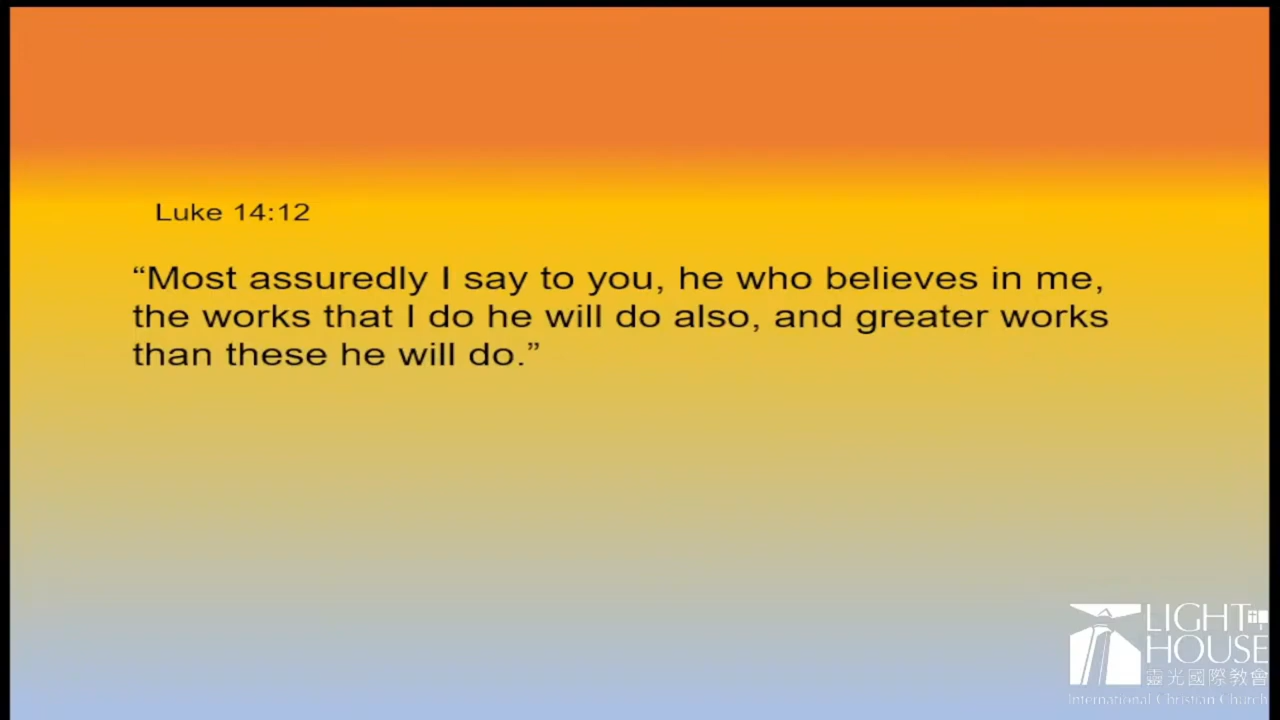 Luke 14:12
“Most assuredly I say to you, he who believes in me,
the works that I do he will do also, and greater works
than these he will do.”
LIGHT
HOUSE
靈光國際教會
International Christian Church